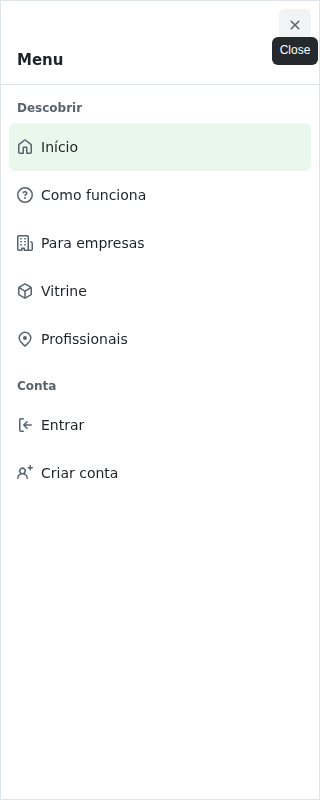 Close
Menu
Descobrir
Início
Como funciona
Para empresas
Vitrine
Profissionais
Conta
Entrar
Criar conta